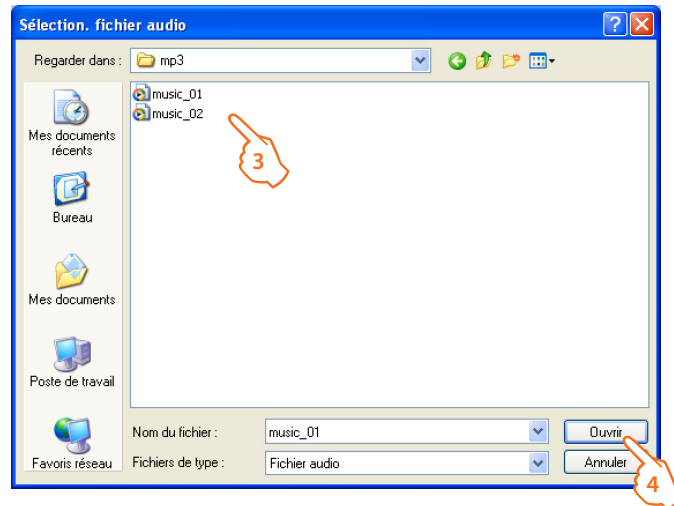 Sélection. fichier audio
Regarder dans :
mp3
music_01
music_02
3
Mes documents
récents
Bureau
Mes documents
Poste de travail
Favoris réseau
Nom du fichier :
music_01
Ouvrir
Fichiers de type :
Fichier audio
Annuler
4